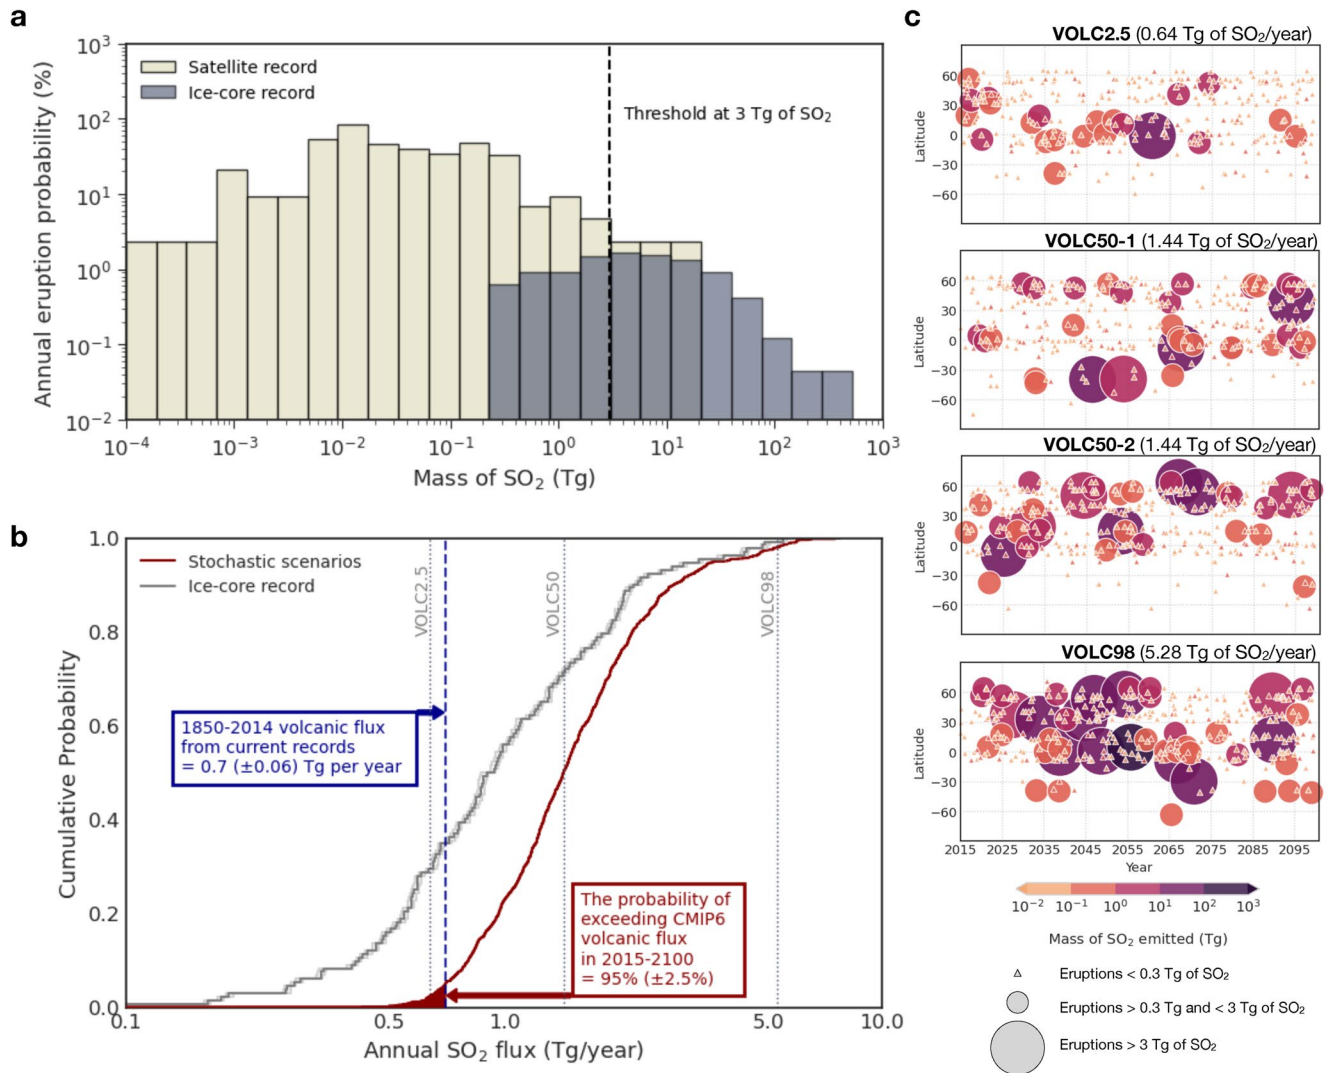 a
10³
10²
10¹
10⁰
10⁻¹
10⁻²
Annual eruption probability (%)
Satellite record
Ice-core record
Threshold at 3 Tg of SO₂
10⁻⁴ 10⁻³ 10⁻² 10⁻¹ 10⁰ 10¹ 10² 10³
Mass of SO₂ (Tg)
b
1.0
0.8
0.6
0.4
0.2
0.0
Cumulative Probability
Stochastic scenarios
Ice-core record
VOLC2.5
VOLC50
VOLC98
1850-2014 volcanic flux
from current records
= 0.7 (±0.06) Tg per year
The probability of
exceeding CMIP6
volcanic flux
in 2015-2100
= 95% (±2.5%)
0.1 0.5 1.0 5.0 10.0
Annual SO₂ flux (Tg/year)
c
VOLC2.5 (0.64 Tg of SO₂/year)
60
30
0
−30
−60
Latitude
VOLC50-1 (1.44 Tg of SO₂/year)
60
30
0
−30
−60
Latitude
VOLC50-2 (1.44 Tg of SO₂/year)
60
30
0
−30
−60
Latitude
VOLC98 (5.28 Tg of SO₂/year)
60
30
0
−30
−60
Latitude
2015 2025 2035 2045 2055 2065 2075 2085 2095
Year
10⁻² 10⁻¹ 10⁰ 10¹ 10² 10³
Mass of SO₂ emitted (Tg)
Eruptions < 0.3 Tg of SO₂
Eruptions > 0.3 Tg and < 3 Tg of SO₂
Eruptions > 3 Tg of SO₂